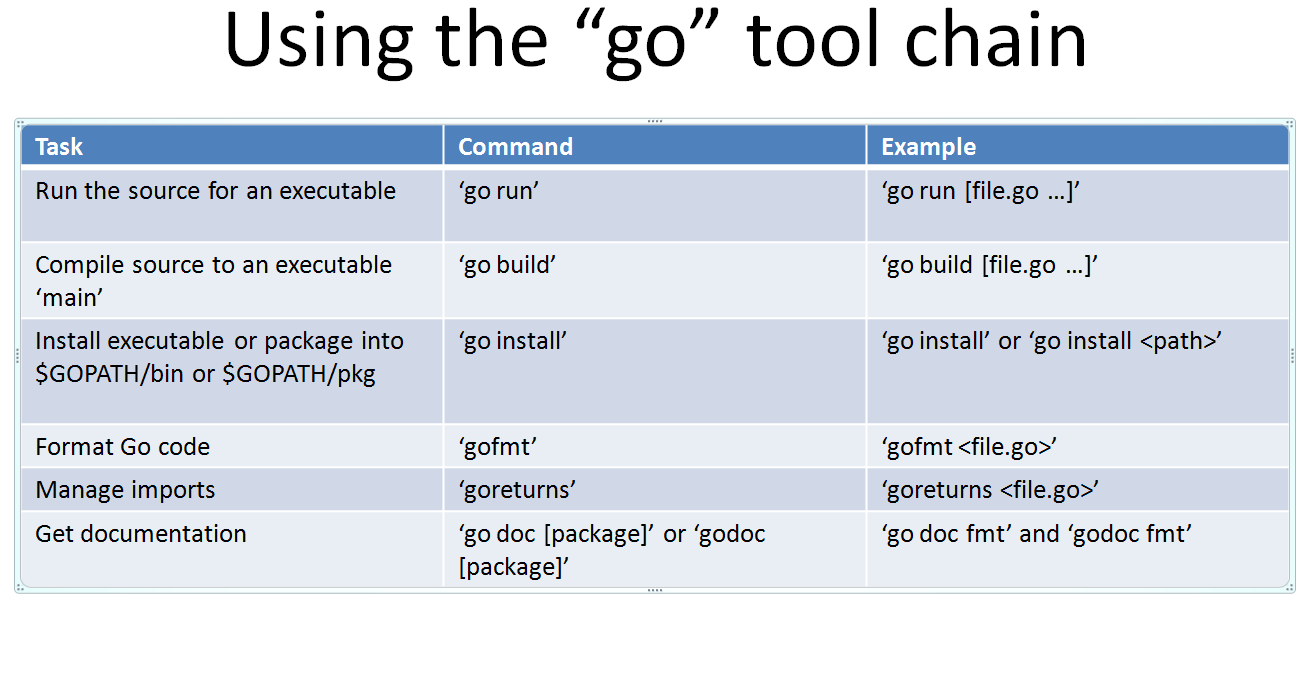 Using the “go” tool chain
Task
Command
Example
Run the source for an executable
‘go run’
‘go run [file.go …]’
Compile source to an executable
‘main’
‘go build’
‘go build [file.go …]’
Install executable or package into
$GOPATH/bin or $GOPATH/pkg
‘go install’
‘go install’ or ‘go install <path>’
Format Go code
‘gofmt’
‘gofmt <file.go>’
Manage imports
‘goreturns’
‘goreturns <file.go>’
Get documentation
‘go doc [package]’ or ‘godoc
[package]’
‘go doc fmt’ and ‘godoc fmt’